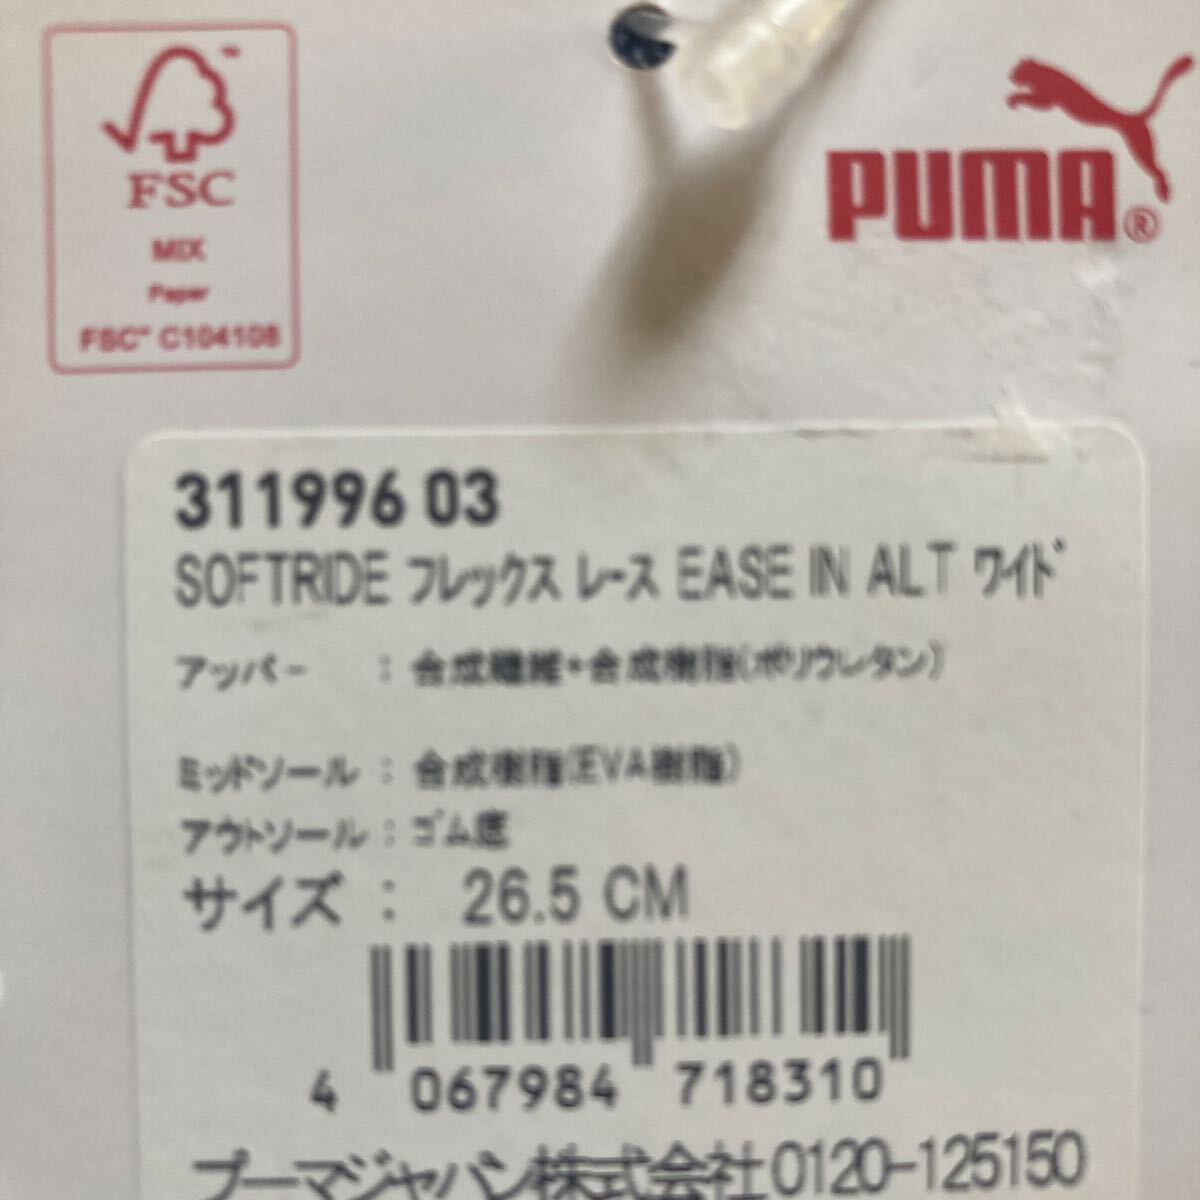 FSC
MIX
Paper
FSC™ C104108
PUMA®
311996 03
SOFTRIDE フレックス レース EASE IN ALT ワイド
アッパー : 合成繊維+合成樹脂(ポリウレタン)
ミッドソール : 合成樹脂(EVA樹脂)
アウトソール : ゴム底
サイズ : 26.5 CM
4 067984 718310
プーマジャパン株式会社0120-125150